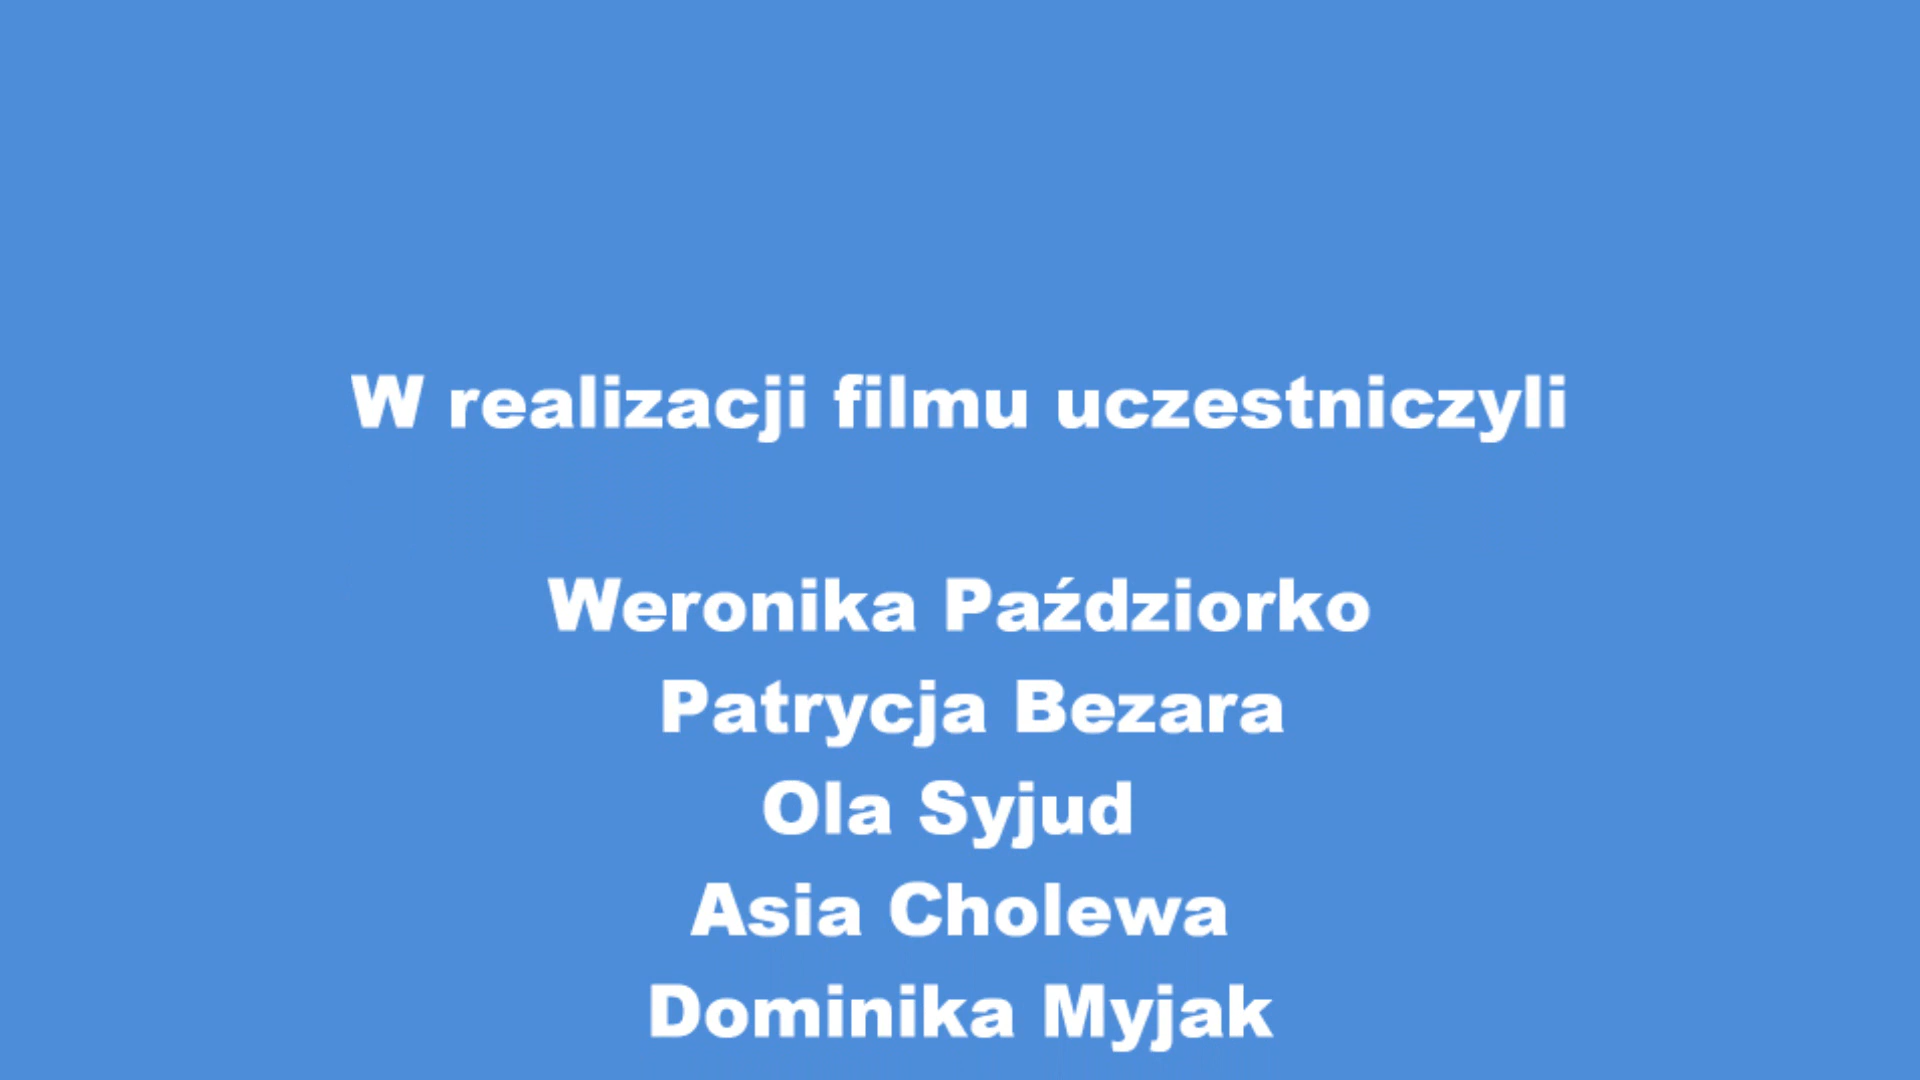 W realizacji filmu uczestniczyli
Weronika Paździorko
Patrycja Bezara
Ola Syjud
Asia Cholewa
Dominika Myjak